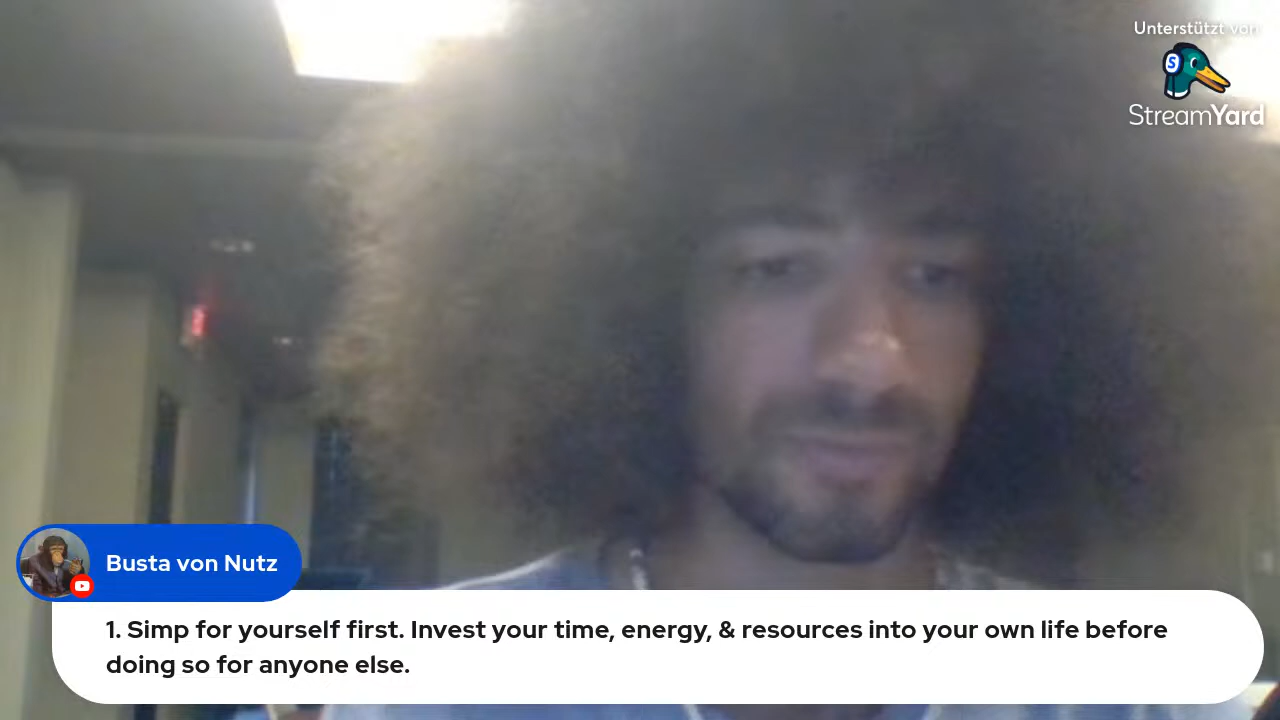 Unterstützt von
StreamYard
Busta von Nutz
1. Simp for yourself first. Invest your time, energy, & resources into your own life before
doing so for anyone else.